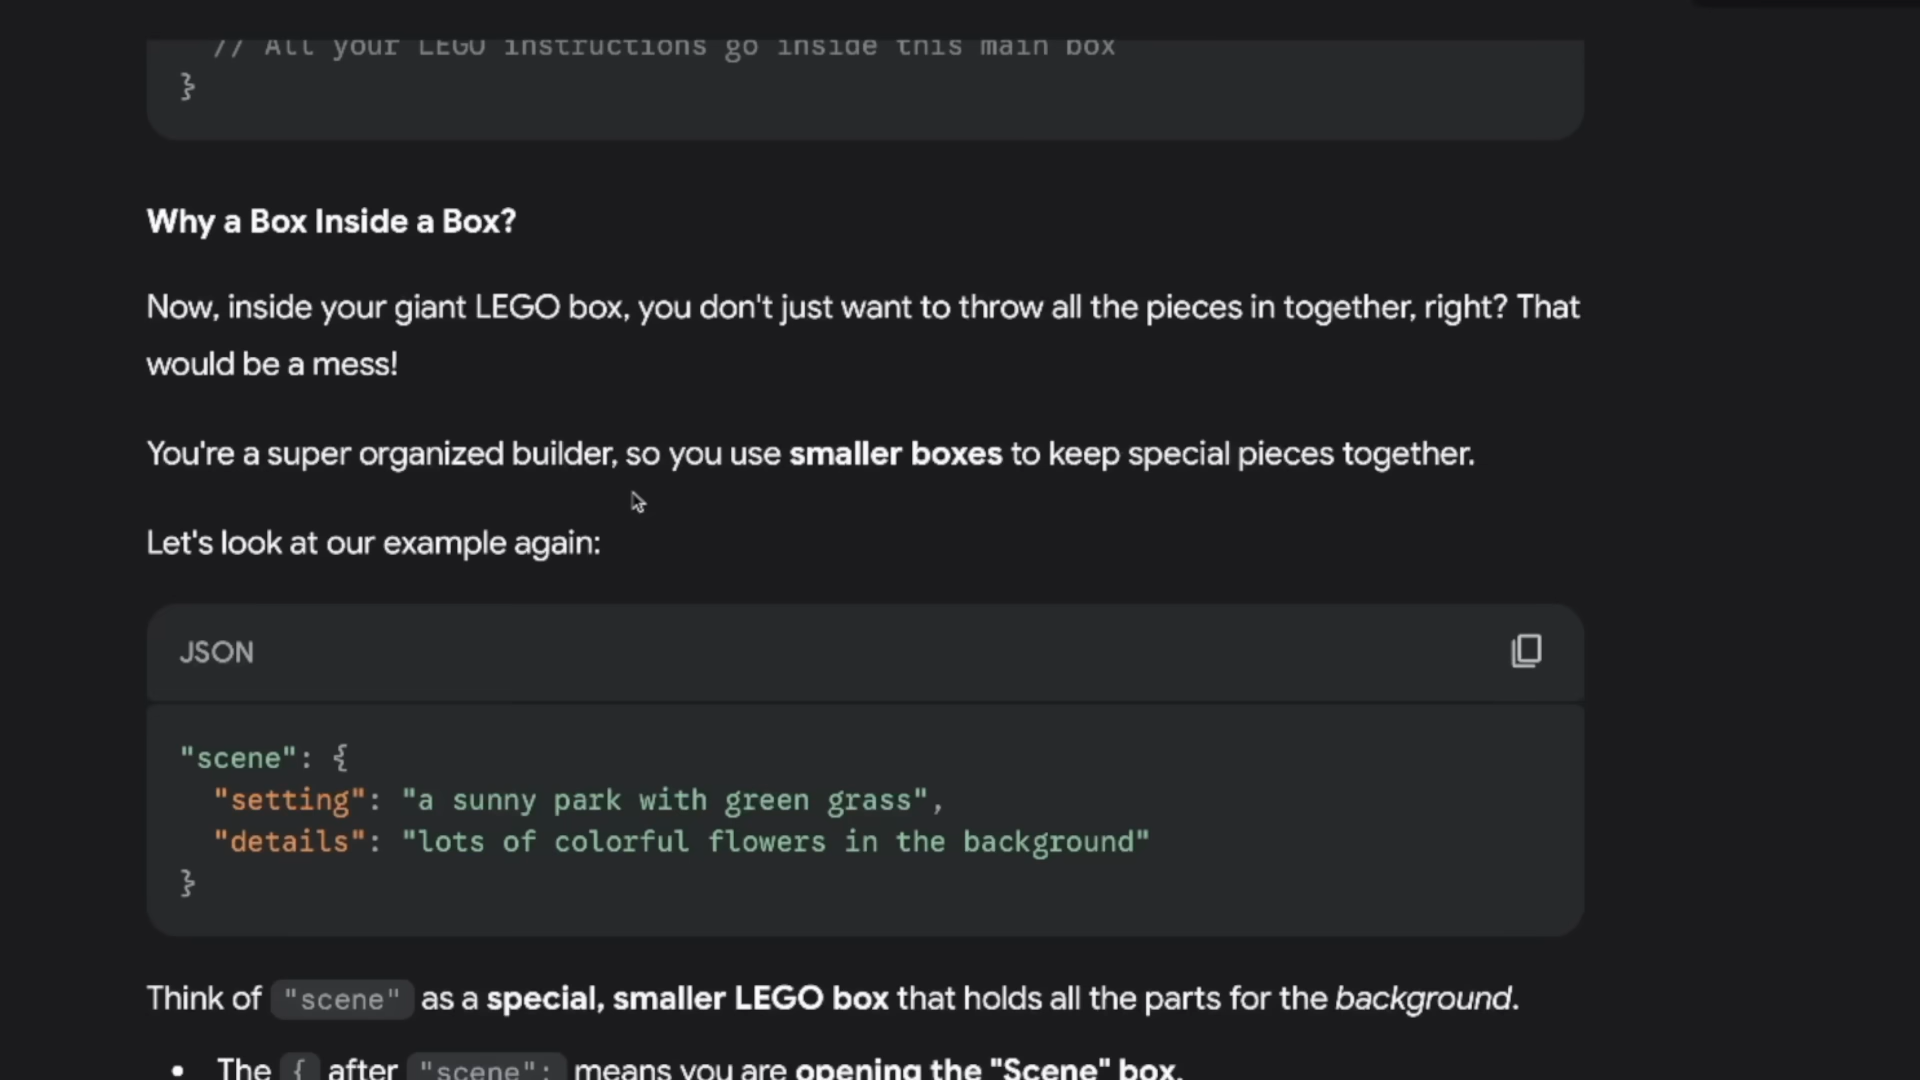 // All your LEGO instructions go inside this main box
}
Why a Box Inside a Box?
Now, inside your giant LEGO box, you don't just want to throw all the pieces in together, right? That
would be a mess!
You're a super organized builder, so you use smaller boxes to keep special pieces together.
Let's look at our example again:
JSON
"scene": {
"setting": "a sunny park with green grass",
"details": "lots of colorful flowers in the background"
}
Think of "scene" as a special, smaller LEGO box that holds all the parts for the background.
• The { after "scene": means you are opening the "Scene" box.